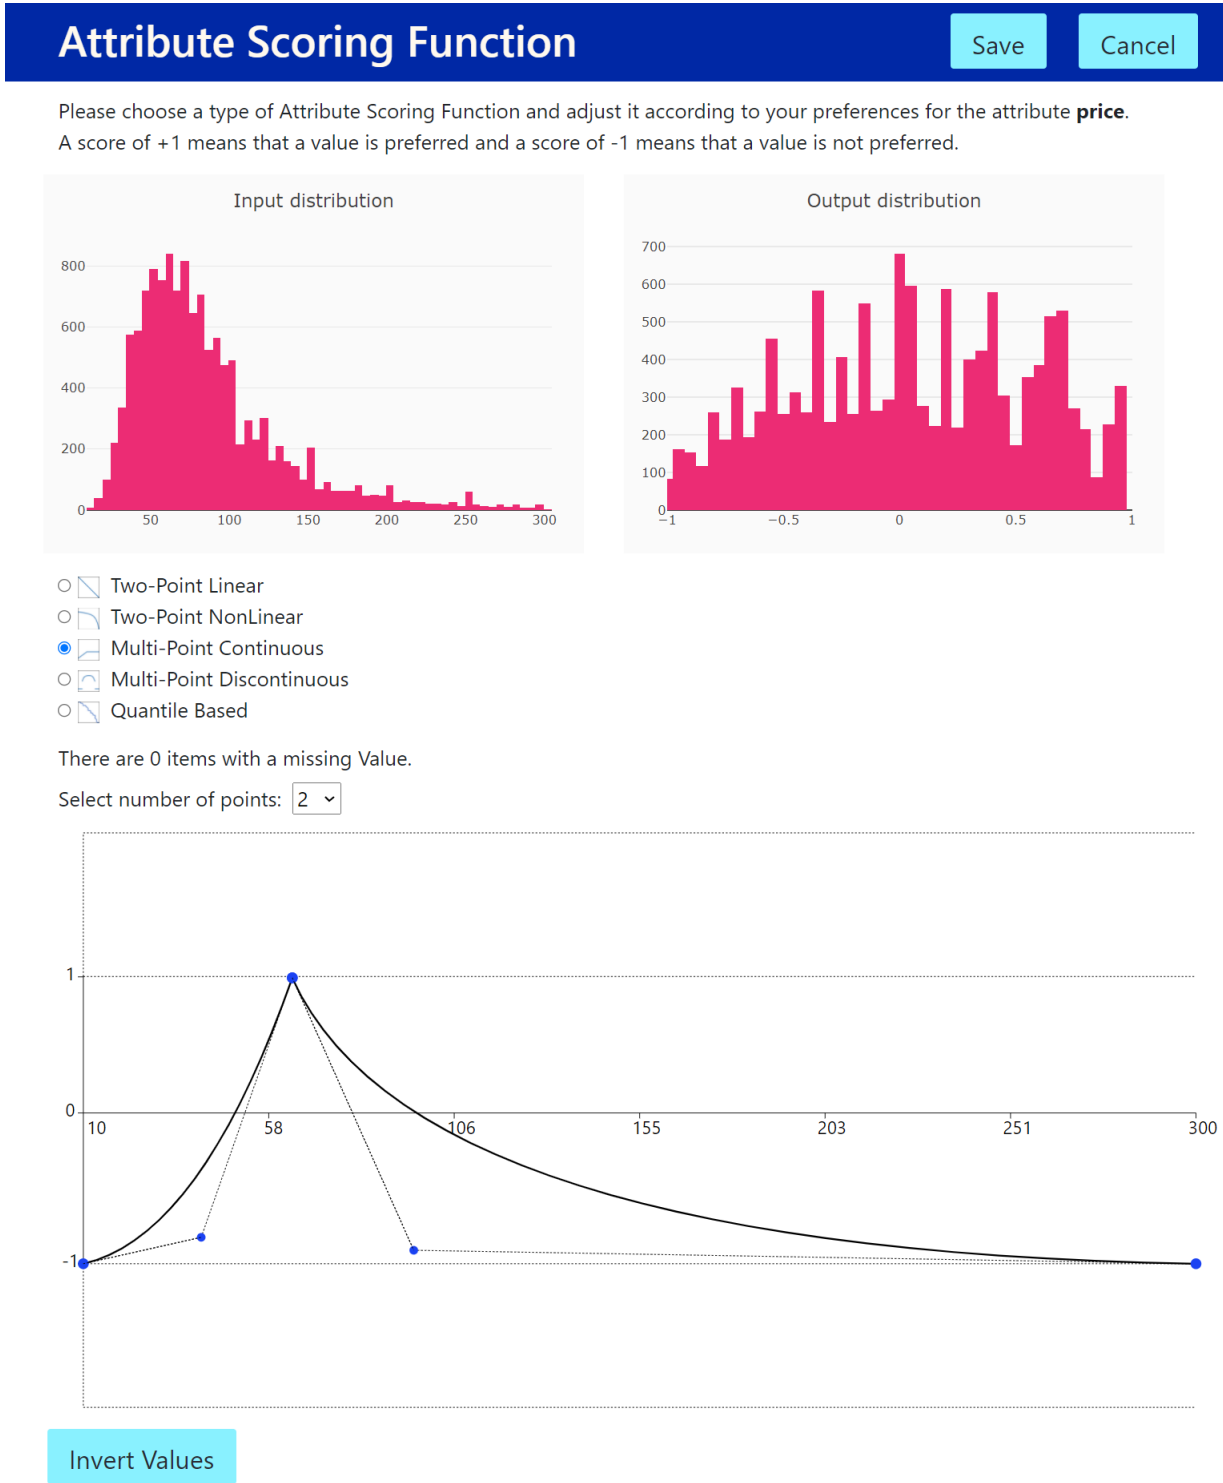 Attribute Scoring Function
Save
Cancel
Please choose a type of Attribute Scoring Function and adjust it according to your preferences for the attribute price.
A score of +1 means that a value is preferred and a score of -1 means that a value is not preferred.
Input distribution
800
600
400
200
0
50 100 150 200 250 300
Output distribution
700
600
500
400
300
200
100
0
−1 −0.5 0 0.5 1
Two-Point Linear
Two-Point NonLinear
Multi-Point Continuous
Multi-Point Discontinuous
Quantile Based
There are 0 items with a missing Value.
Select number of points: 2
1
0
10 58 106 155 203 251 300
-1
Invert Values